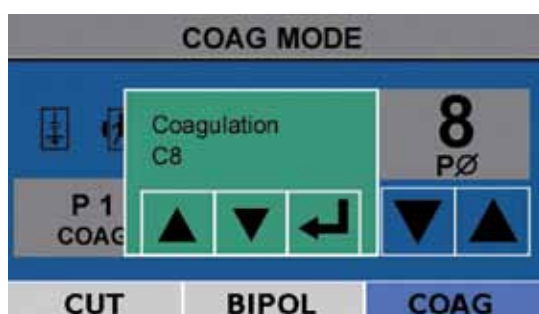 COAG MODE
Coagulation
C8
8
PØ
P 1
COAG
CUT BIPOL COAG